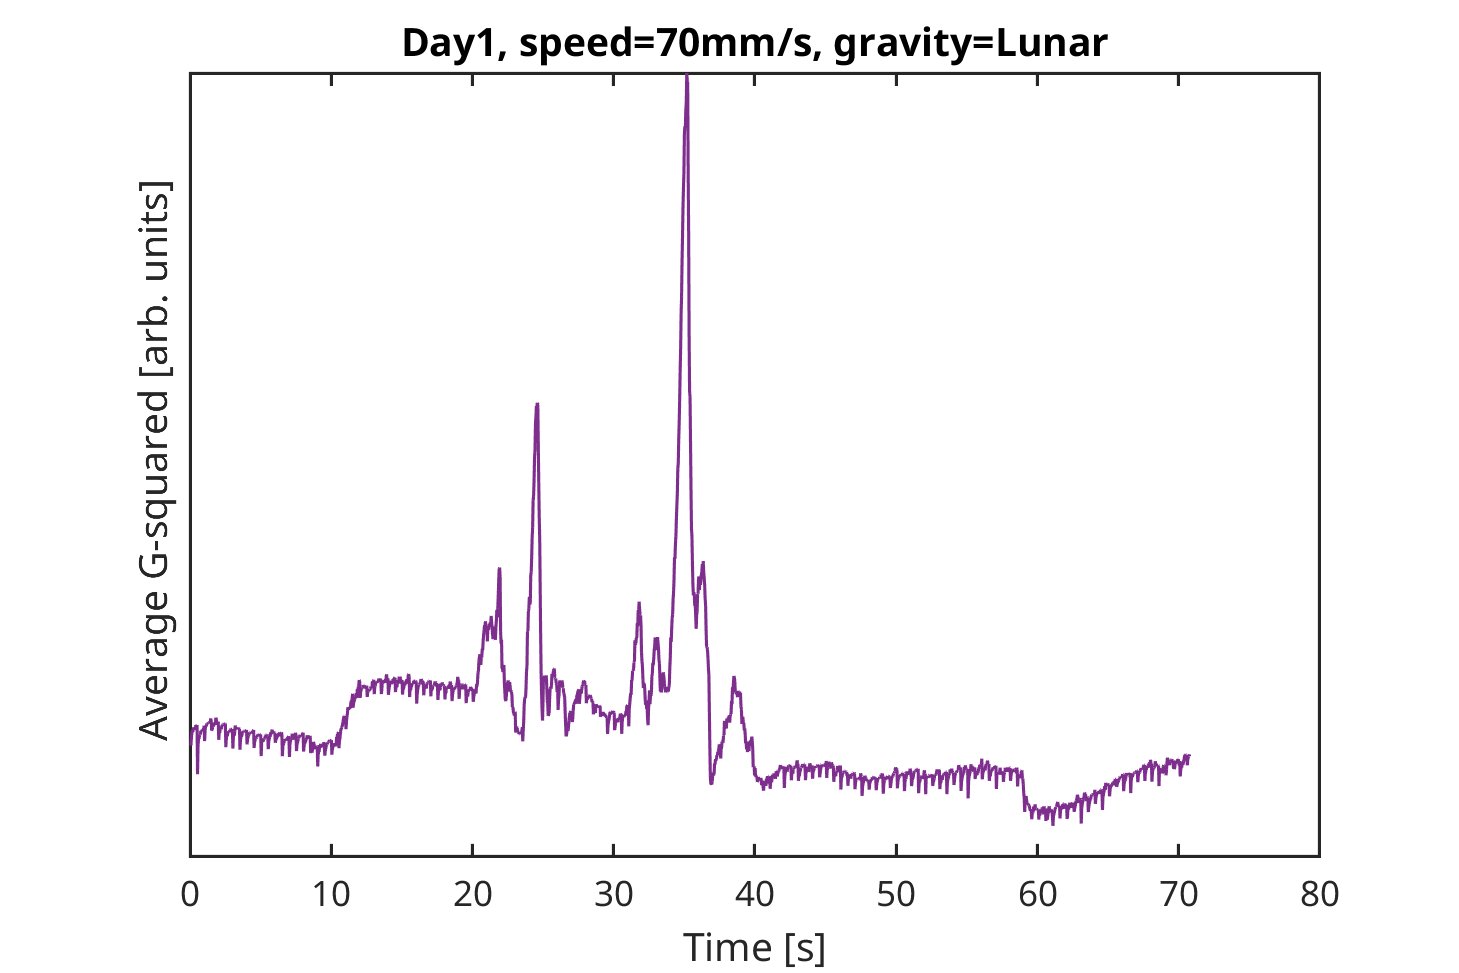 Day1, speed=70mm/s, gravity=Lunar
Average G-squared [arb. units]
0 10 20 30 40 50 60 70 80
Time [s]